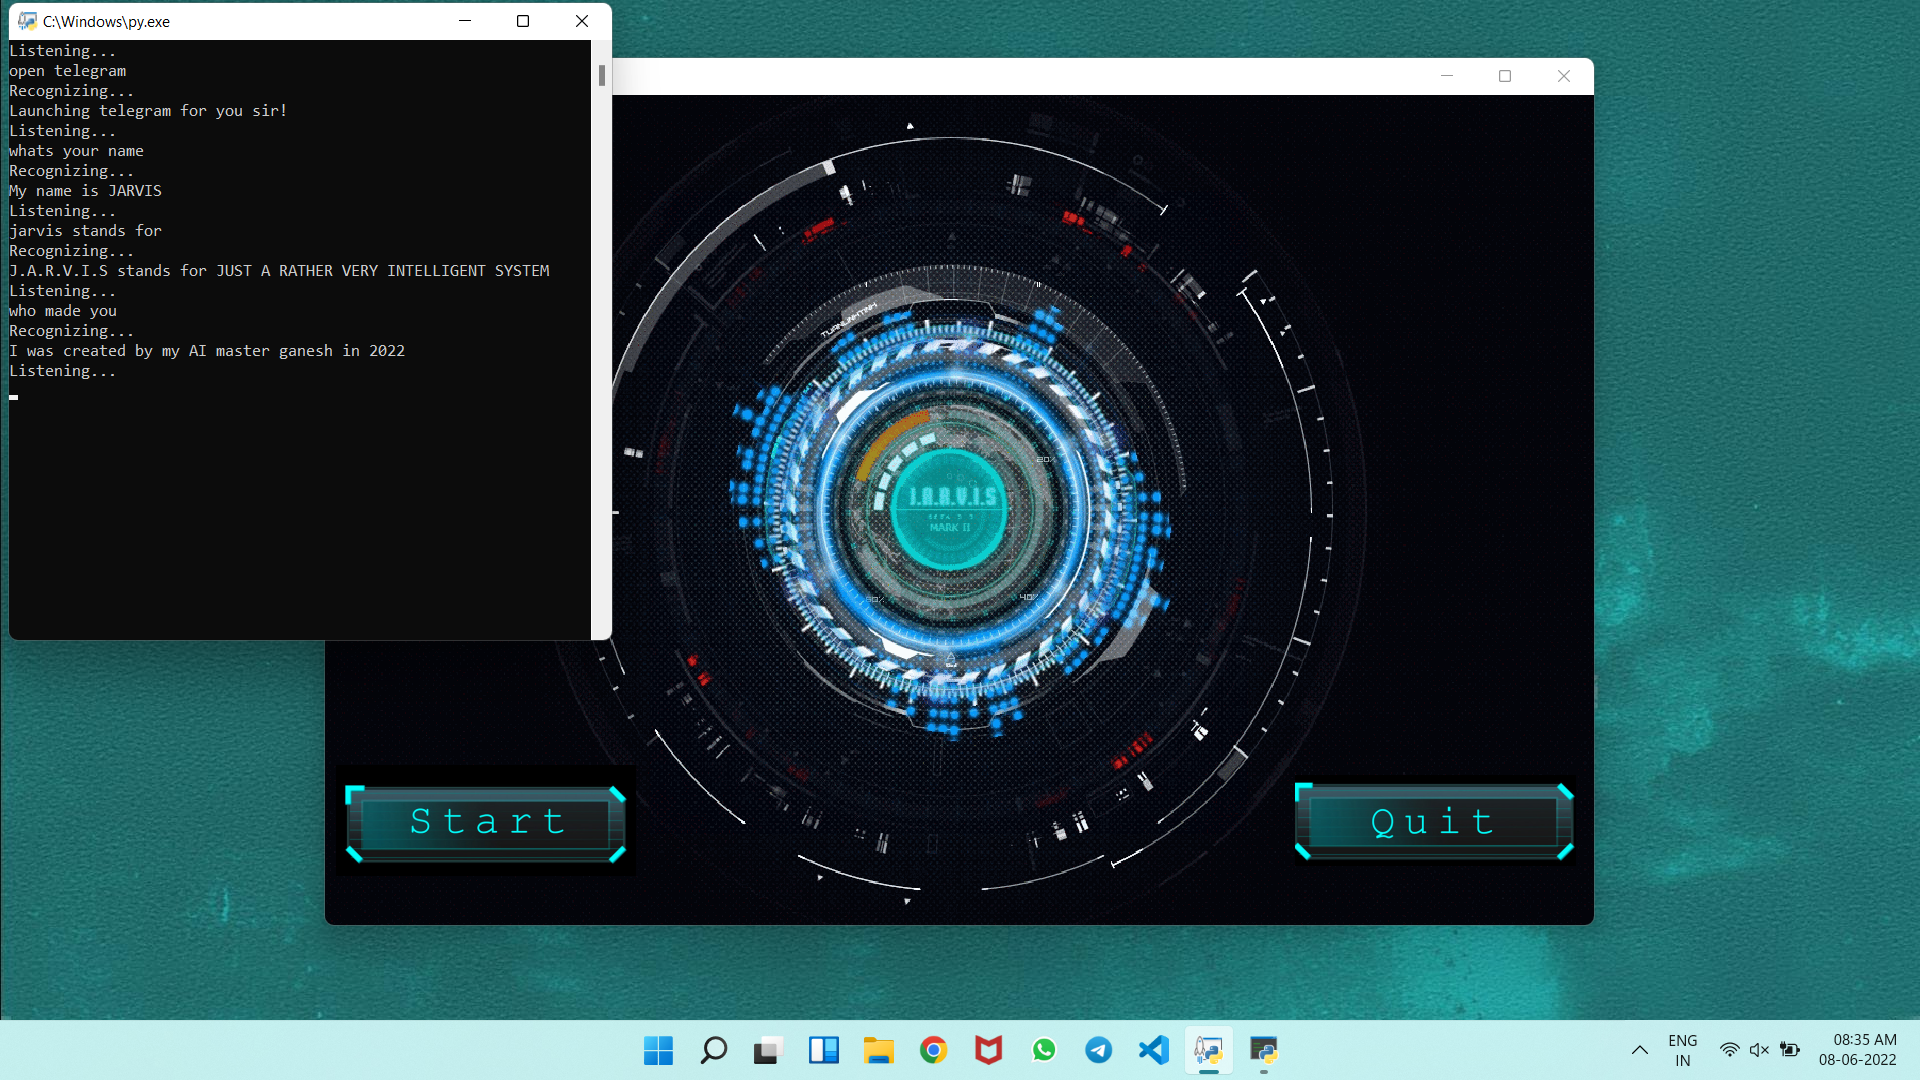 C:\Windows\py.exe
Listening...
open telegram
Recognizing...
Launching telegram for you sir!
Listening...
whats your name
Recognizing...
My name is JARVIS
Listening...
jarvis stands for
Recognizing...
J.A.R.V.I.S stands for JUST A RATHER VERY INTELLIGENT SYSTEM
Listening...
who made you
Recognizing...
I was created by my AI master ganesh in 2022
Listening...
20%
J.A.R.V.I.S
MARK II
40%
Start
Quit
ENG
IN
08:35 AM
08-06-2022